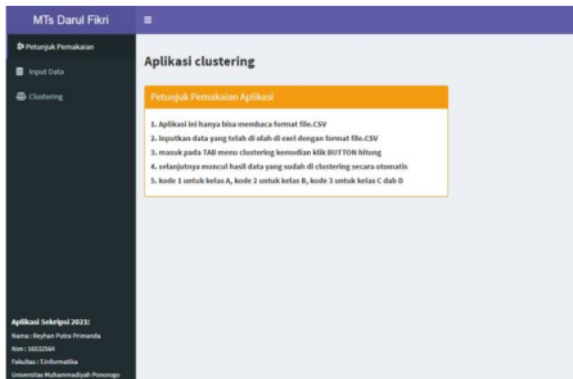 MTs Darul Fikri
Petunjuk Pemakaian
Input Data
Clustering
Aplikasi clustering
Petunjuk Pemakaian Aplikasi
1. Aplikasi ini hanya bisa membaca format file.CSV
2. inputkan data yang telah di olah di exel dengan format file.CSV
3. masuk pada TAB menu clustering kemudian klik BUTTON hitung
4. selanjutnya muncul hasil data yang sudah di clustering secara otomatis
5. kode 1 untuk kelas A, kode 2 untuk kelas B, kode 3 untuk kelas C dab D
Aplikasi Sekripsi 2021:
Nama : Reyhan Putra Primanda
Nim : 16532564
Fakultas : T.Informatika
Universitas Muhammadiyah Ponorogo